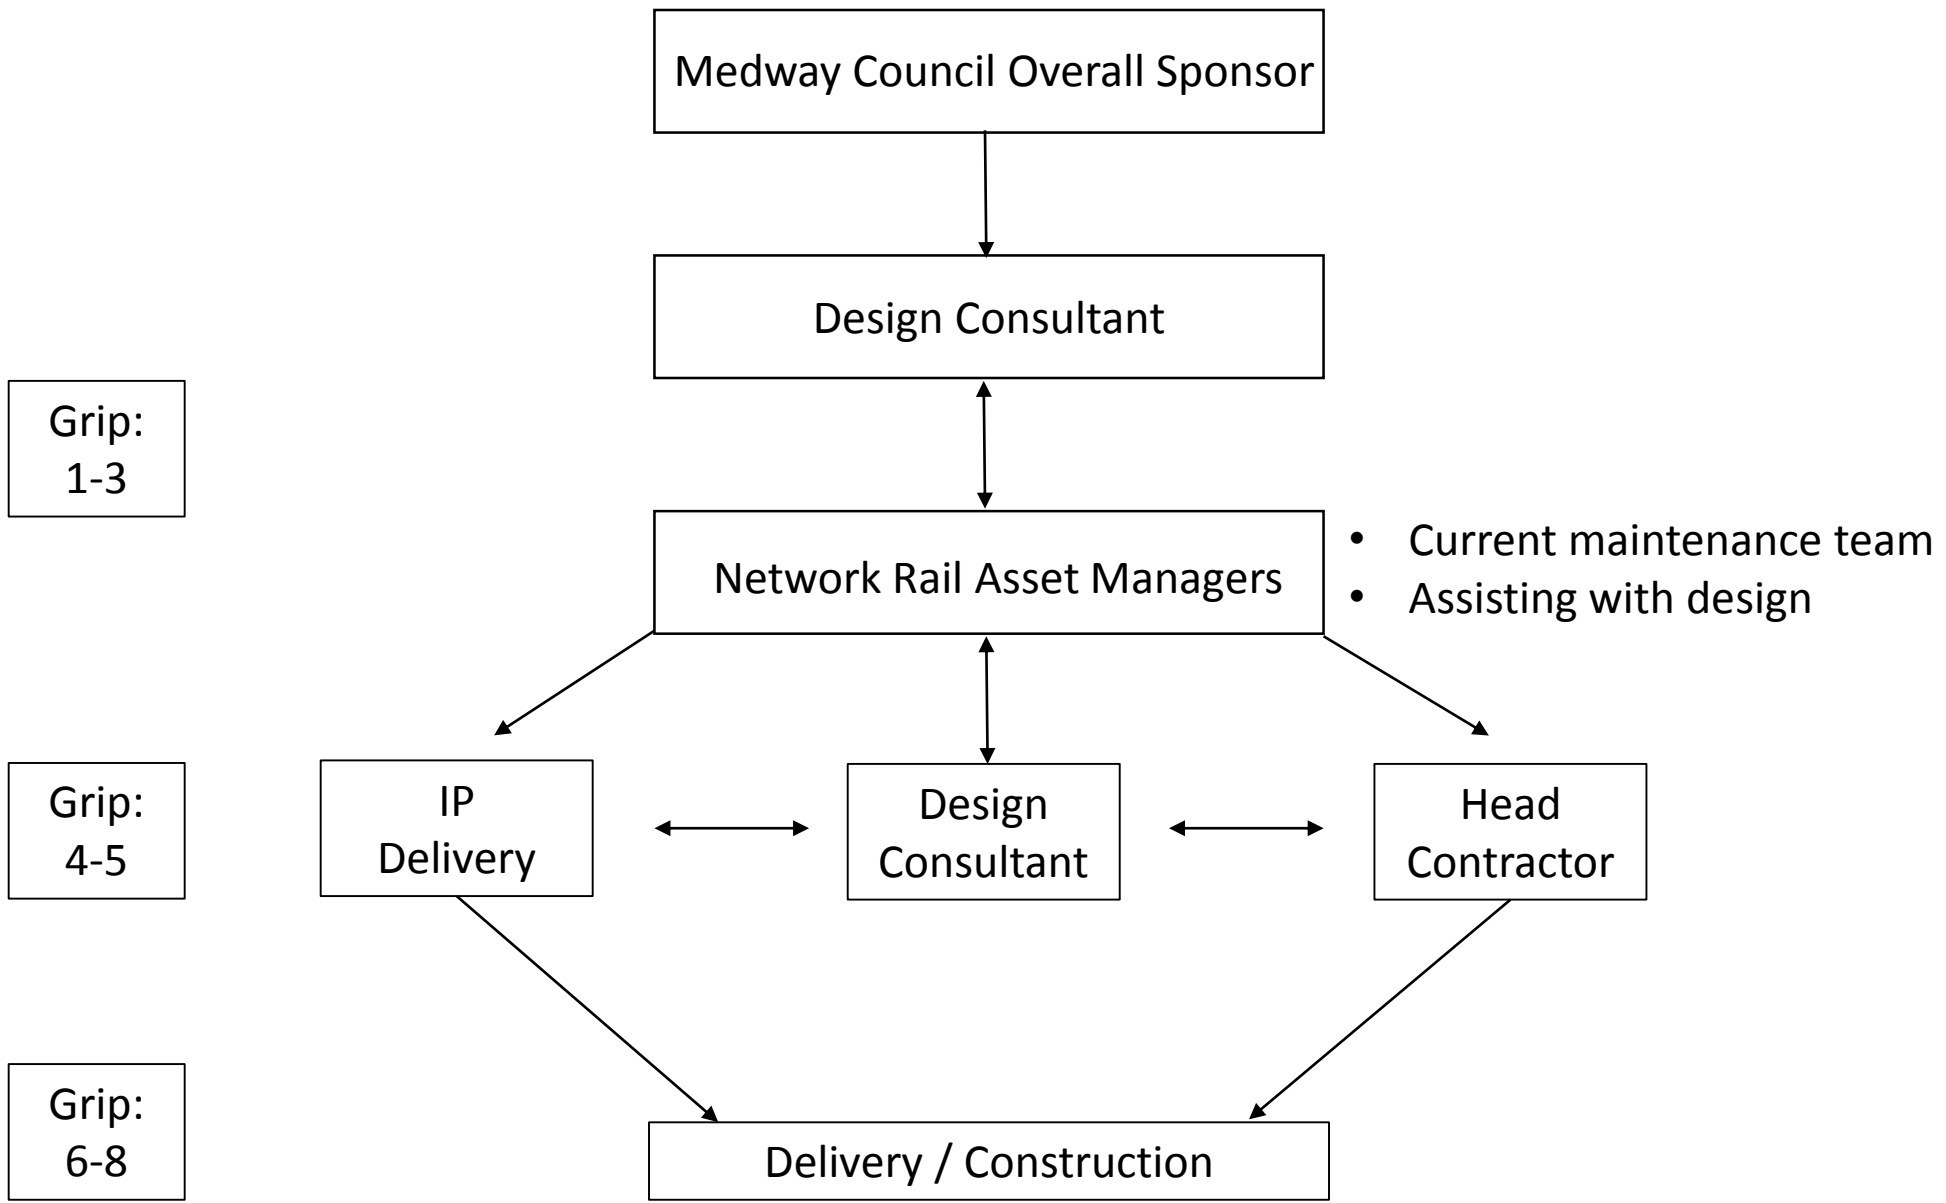 Medway Council Overall Sponsor
Design Consultant
Grip:
1-3
Network Rail Asset Managers
• Current maintenance team
• Assisting with design
Grip:
4-5
IP
Delivery
Design
Consultant
Head
Contractor
Grip:
6-8
Delivery / Construction